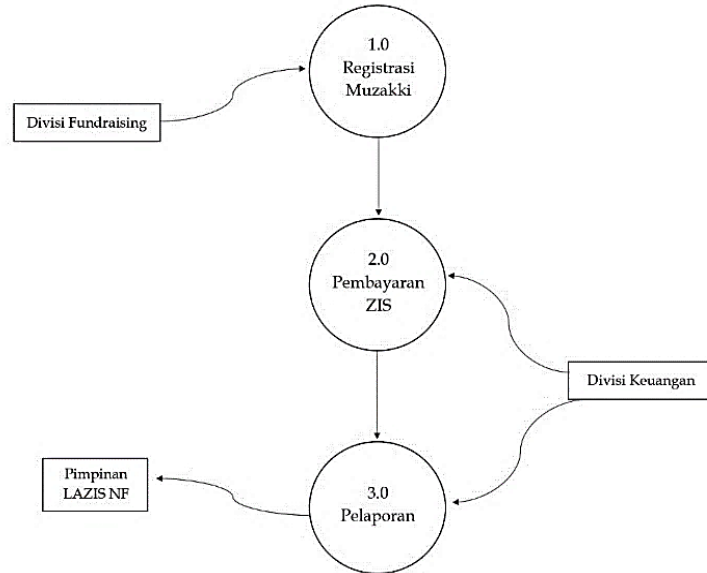 1.0
Registrasi
Muzakki
Divisi Fundraising
2.0
Pembayaran
ZIS
Divisi Keuangan
Pimpinan
LAZIS NF
3.0
Pelaporan